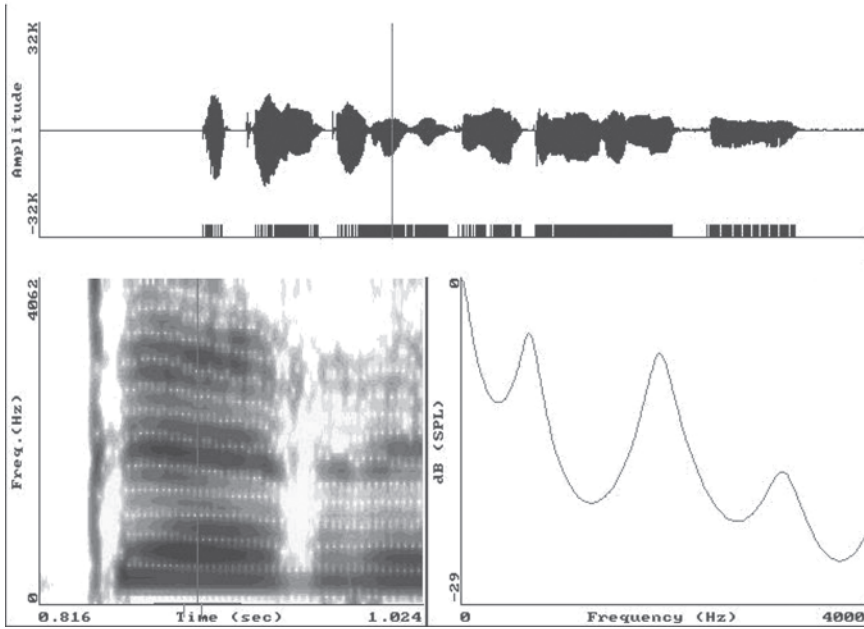 32K
Amplitude
-32K
4062
Freq.(Hz)
0
0.816 Time (sec) 1.024
0
dB (SPL)
-29
0 Frequency (Hz) 4000